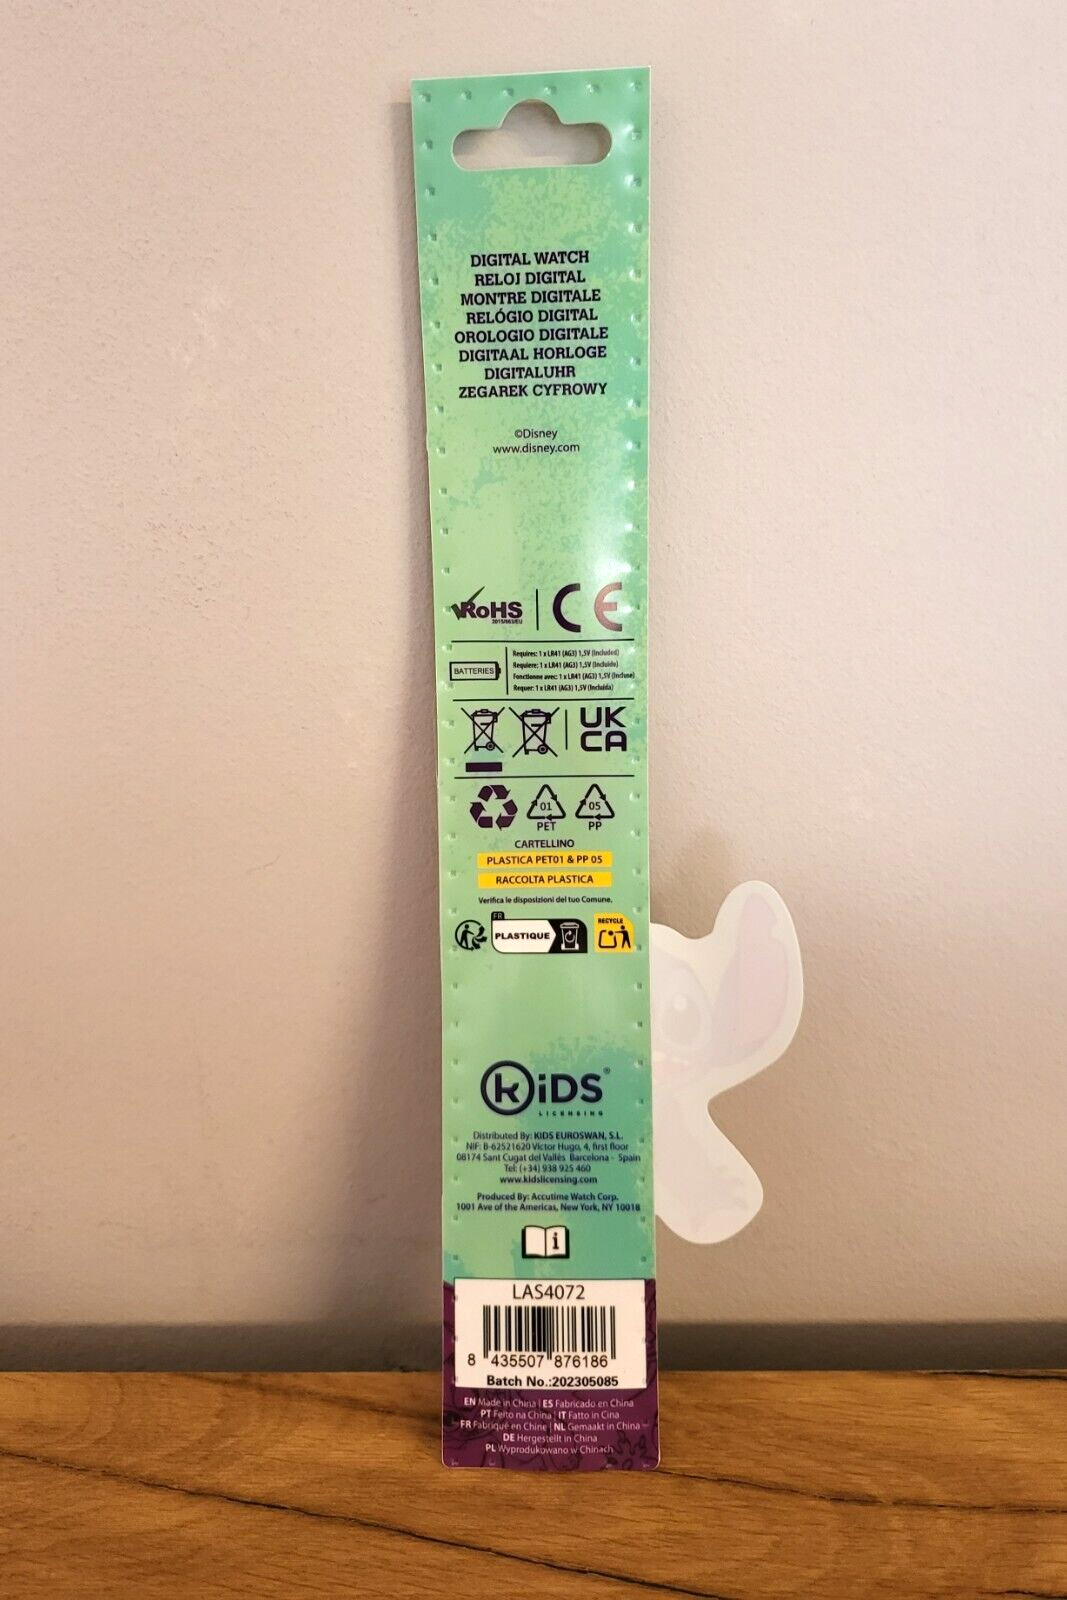 DIGITAL WATCH
RELOJ DIGITAL
MONTRE DIGITALE
RELÓGIO DIGITAL
OROLOGIO DIGITALE
DIGITAAL HORLOGE
DIGITALUHR
ZEGAREK CYFROWY
©Disney
www.disney.com
RoHS
2015/863/EU
CE
BATTERIES
Requires: 1 x LR41 (AG3) 1,5V (Included)
Requiere: 1 x LR41 (AG3) 1,5V (Incluido)
Fonctionne avec: 1 x LR41 (AG3) 1,5V (Incluse)
Requer: 1 x LR41 (AG3) 1,5V (Incluida)
UK
CA
01
PET
05
PP
CARTELLINO
PLASTICA PET01 & PP 05
RACCOLTA PLASTICA
Verifica le disposizioni del tuo Comune.
FR
PLASTIQUE
RECYCLE
KiDS®
LICENSING
Distributed By: KIDS EUROSWAN, S.L.
NIF: B-62521620 Víctor Hugo, 4, first floor
08174 Sant Cugat del Vallès Barcelona - Spain
Tel: (+34) 938 925 460
www.kidslicensing.com
Produced By: Accutime Watch Corp.
1001 Ave of the Americas, New York, NY 10018
i
LAS4072
8 435507 876186
Batch No.:202305085
EN Made in China | ES Fabricado en China
PT Feito na China | IT Fatto in Cina
FR Fabriqué en Chine | NL Gemaakt in China
DE Hergestellt in China
PL Wyprodukowano w Chinach